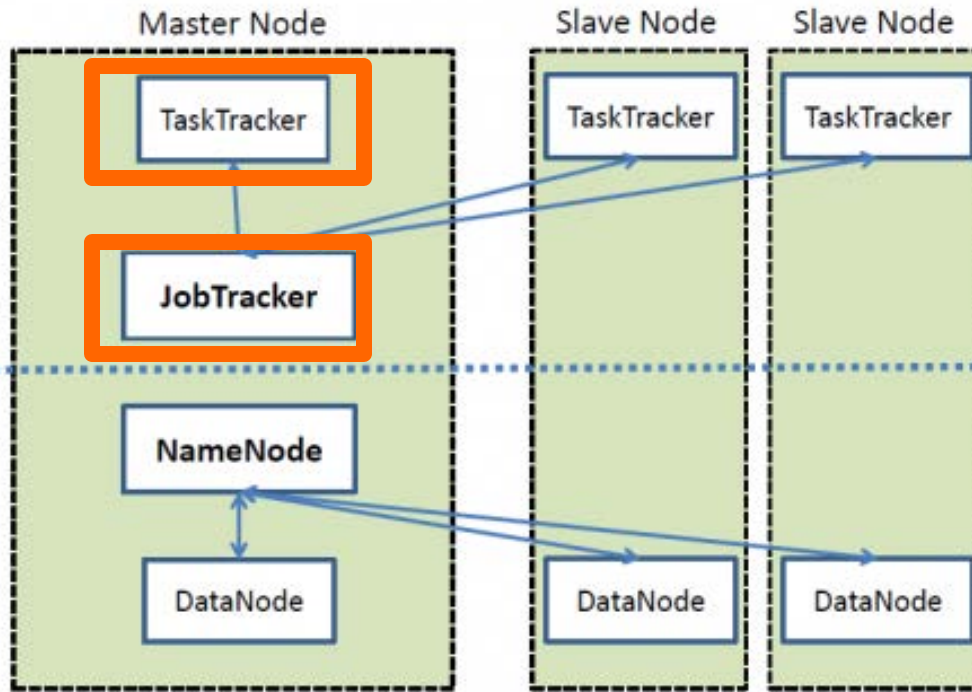 Master Node
Slave Node
Slave Node
TaskTracker
TaskTracker
TaskTracker
JobTracker
NameNode
DataNode
DataNode
DataNode